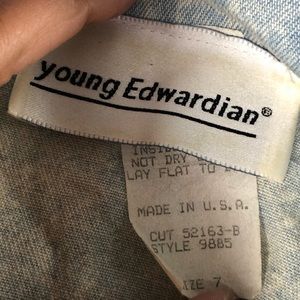 young Edwardian®
NOT DRY
LAY FLAT TO
MADE IN U.S.A.
CUT 52163-B
STYLE 9885
7